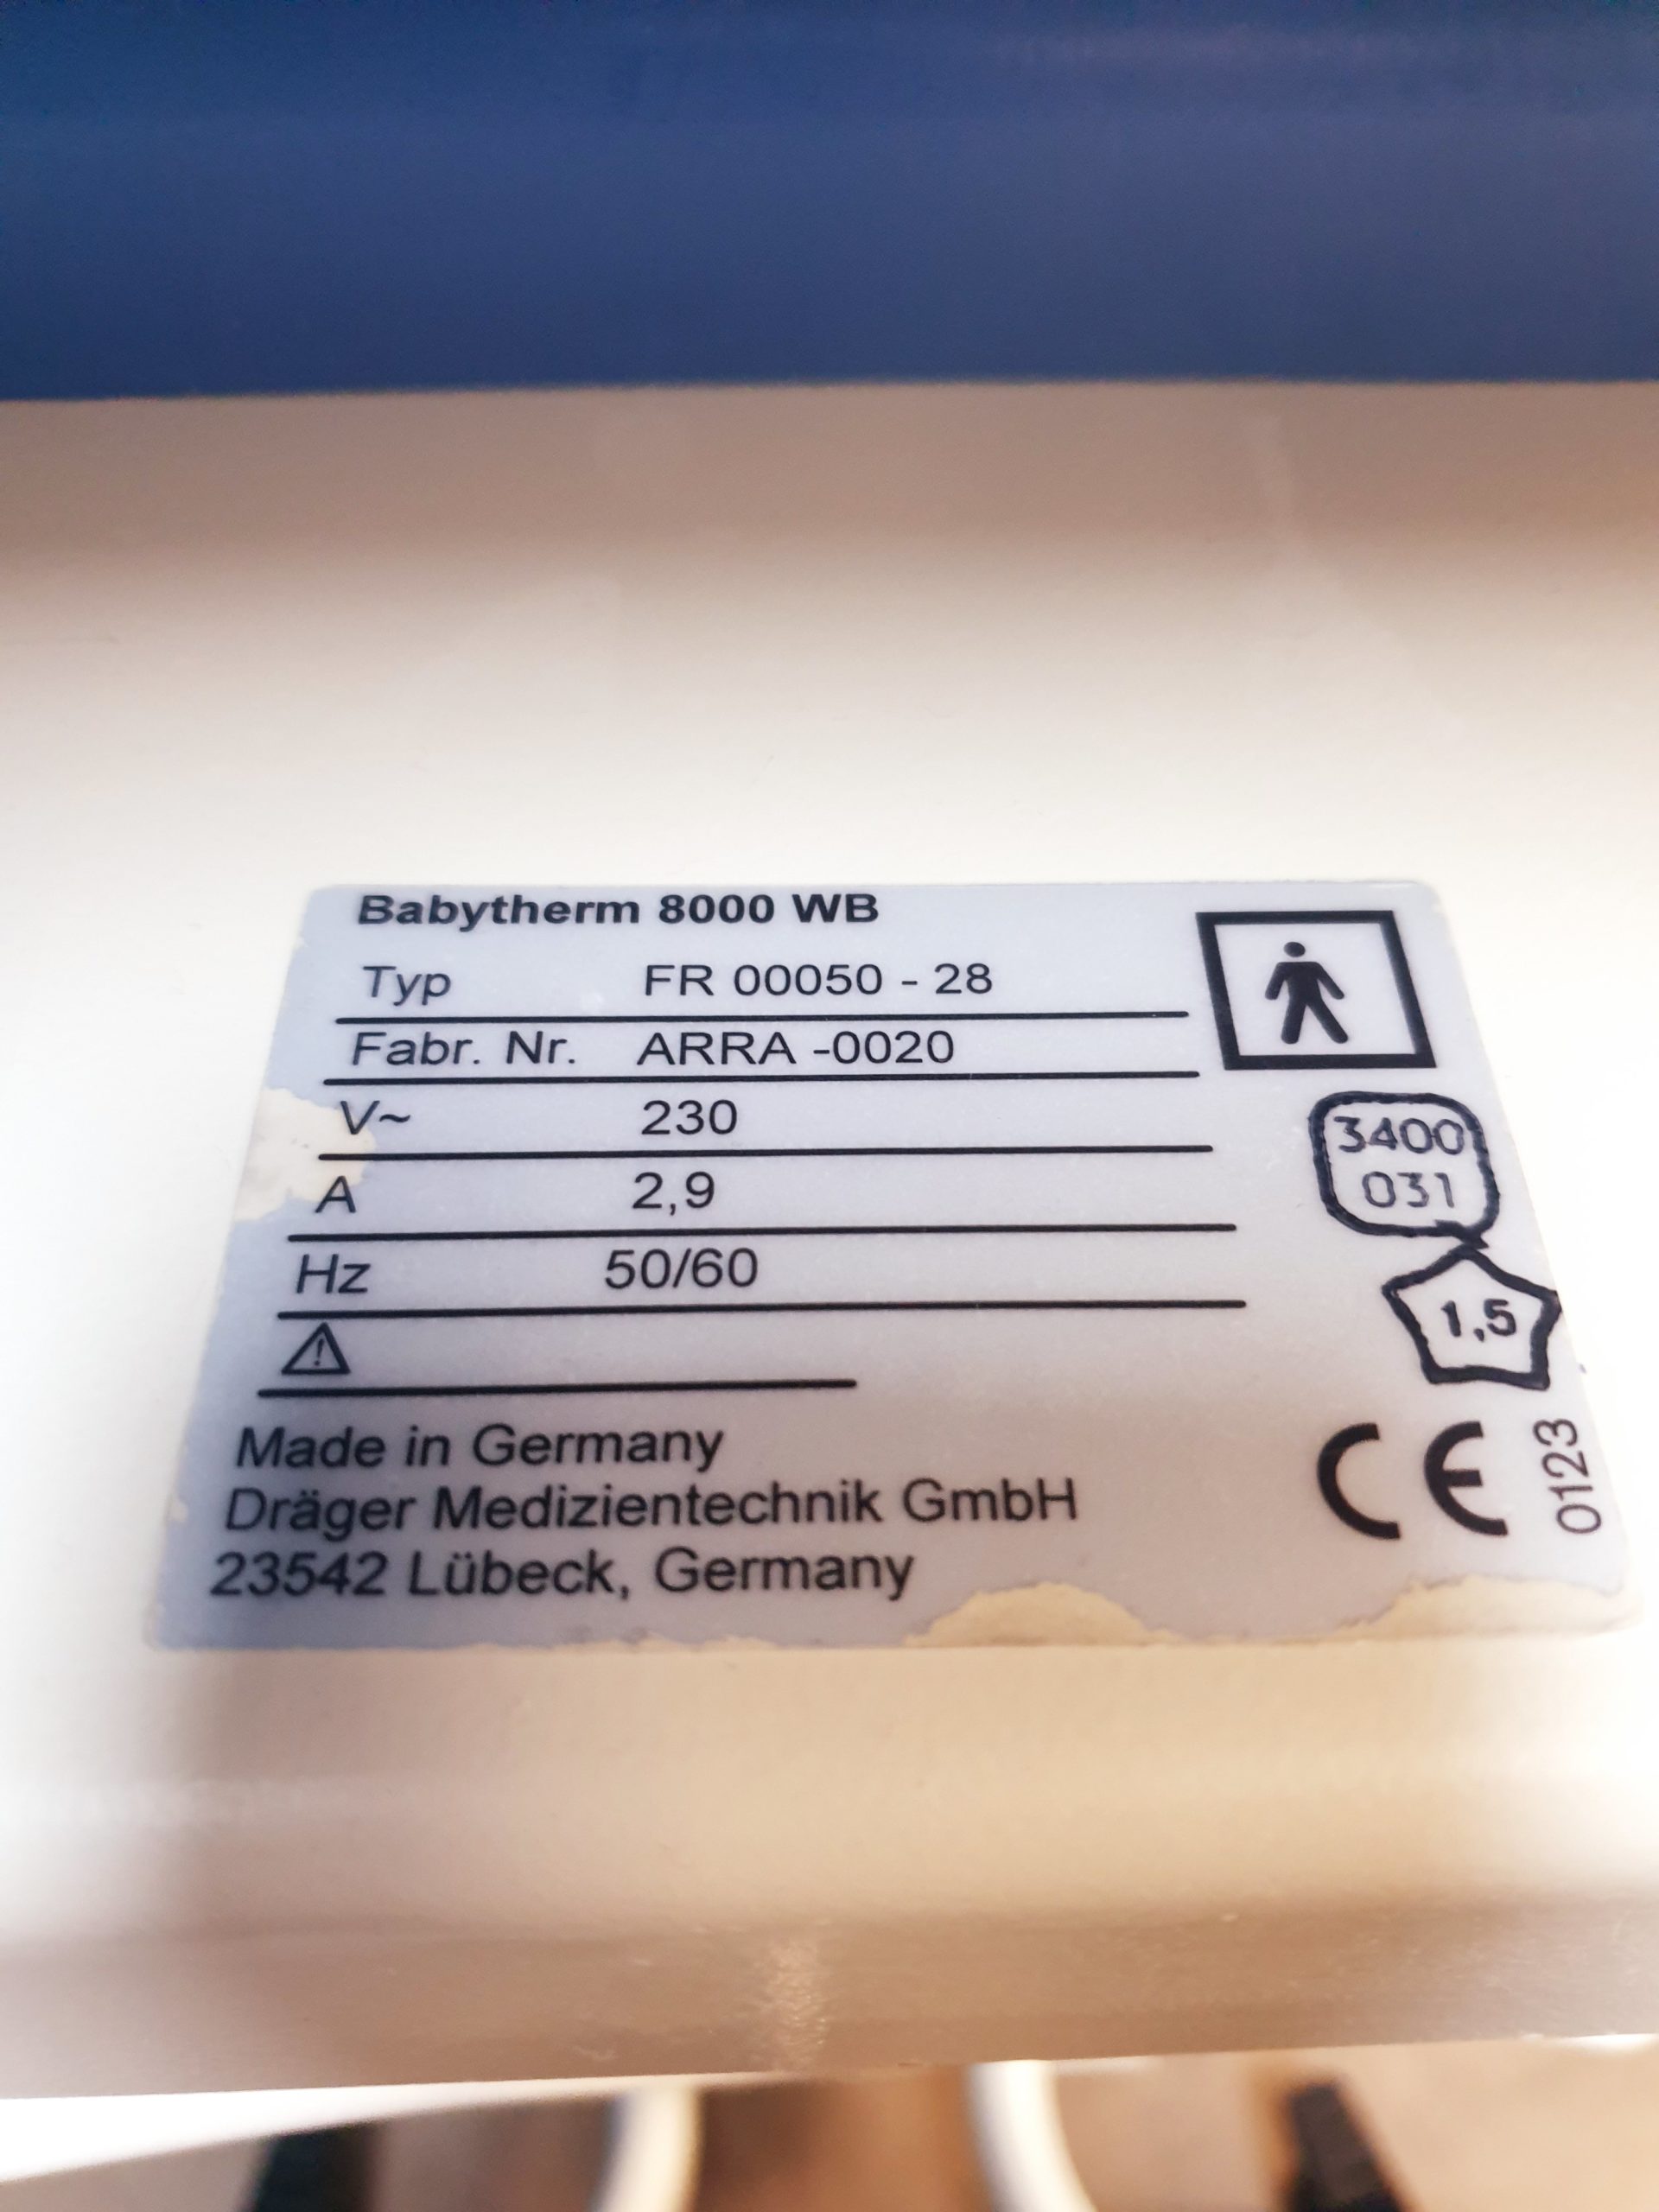 Babytherm 8000 WB
Typ FR 00050 - 28
Fabr. Nr. ARRA -0020
V~ 230
A 2,9
Hz 50/60
Made in Germany
Dräger Medizientechnik GmbH
23542 Lübeck, Germany
3400
031
1,5
CE 0123